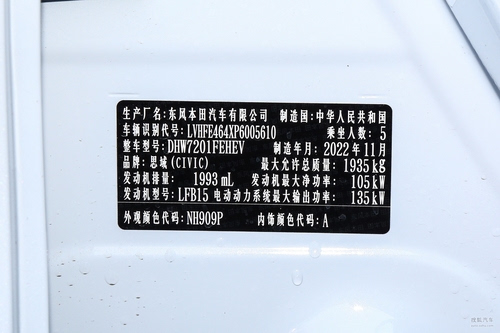 生产厂名: 东风本田汽车有限公司 制造国: 中华人民共和国
车辆识别代号: LVHFE464XP6005610 乘坐人数: 5
整车型号: DHW7201FEHEV 制造年月: 2022年11月
品牌: 思域(CIVIC) 最大允许总质量: 1935kg
发动机排量: 1993 mL 发动机最大净功率: 105kW
发动机型号: LFB15 电动动力系统最大输出功率: 135kW
外观颜色代码: NH909P 内饰颜色代码: A